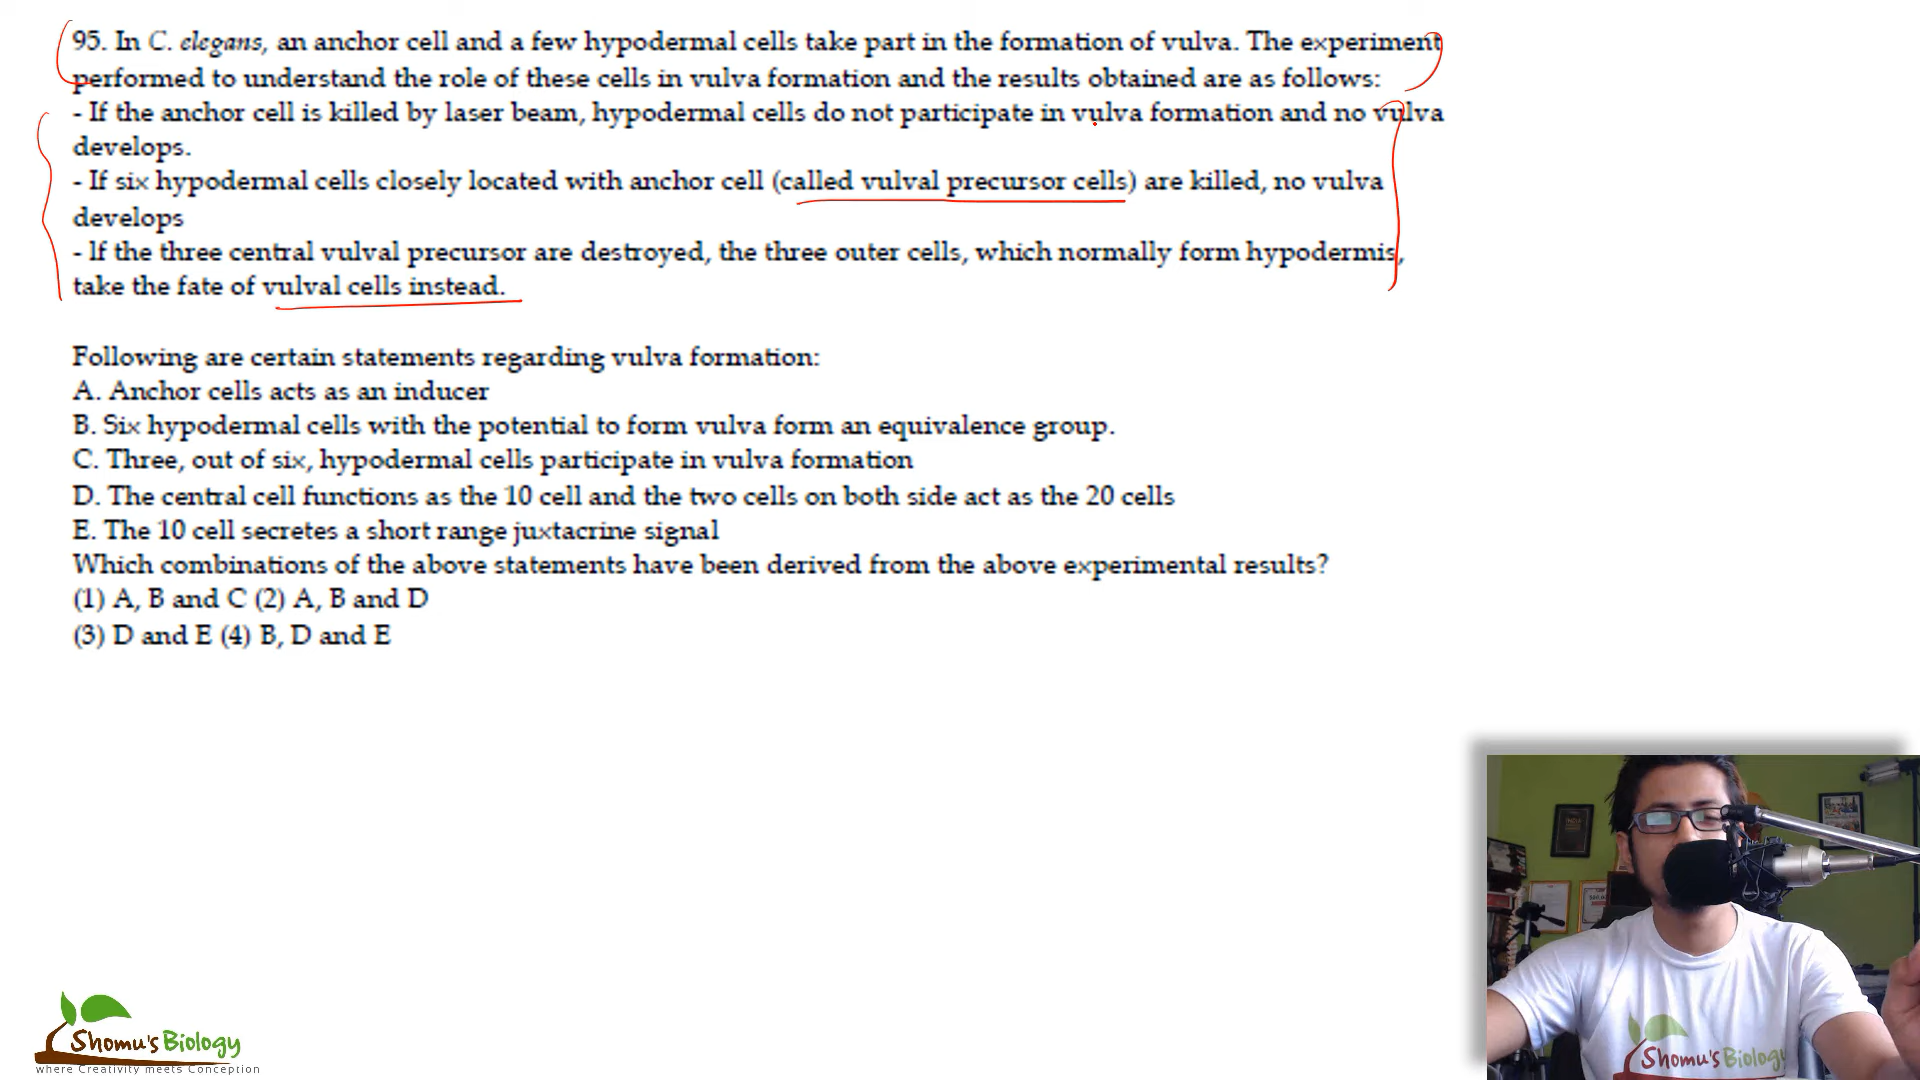 95. In C. elegans, an anchor cell and a few hypodermal cells take part in the formation of vulva. The experiment
performed to understand the role of these cells in vulva formation and the results obtained are as follows:
- If the anchor cell is killed by laser beam, hypodermal cells do not participate in vulva formation and no vulva
develops.
- If six hypodermal cells closely located with anchor cell (called vulval precursor cells) are killed, no vulva
develops
- If the three central vulval precursor are destroyed, the three outer cells, which normally form hypodermis,
take the fate of vulval cells instead.
Following are certain statements regarding vulva formation:
A. Anchor cells acts as an inducer
B. Six hypodermal cells with the potential to form vulva form an equivalence group.
C. Three, out of six, hypodermal cells participate in vulva formation
D. The central cell functions as the 10 cell and the two cells on both side act as the 20 cells
E. The 10 cell secretes a short range juxtacrine signal
Which combinations of the above statements have been derived from the above experimental results?
(1) A, B and C (2) A, B and D
(3) D and E (4) B, D and E
Shomu's Biology
where Creativity meets Conception
Shomu's Biology